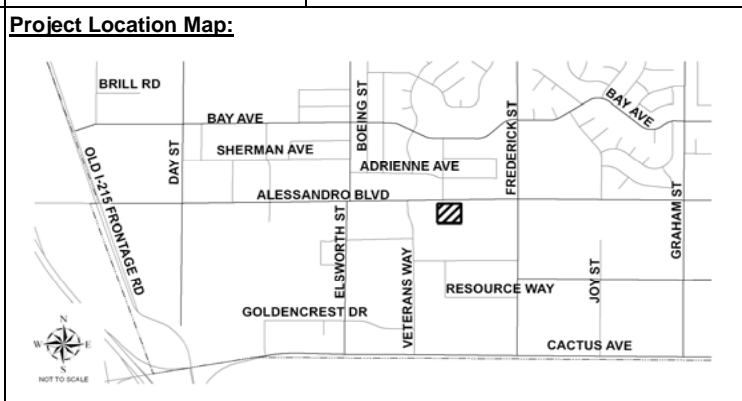 Project Location Map:
BRILL RD
BAY AVE
BOEING ST
FREDERICK ST
BAY AVE
DAY ST
SHERMAN AVE
ADRIENNE AVE
OLD I-215 FRONTAGE RD
ALESSANDRO BLVD
GRAHAM ST
ELSWORTH ST
VETERANS WAY
JOY ST
RESOURCE WAY
GOLDENCREST DR
CACTUS AVE
N
W E
S
NOT TO SCALE